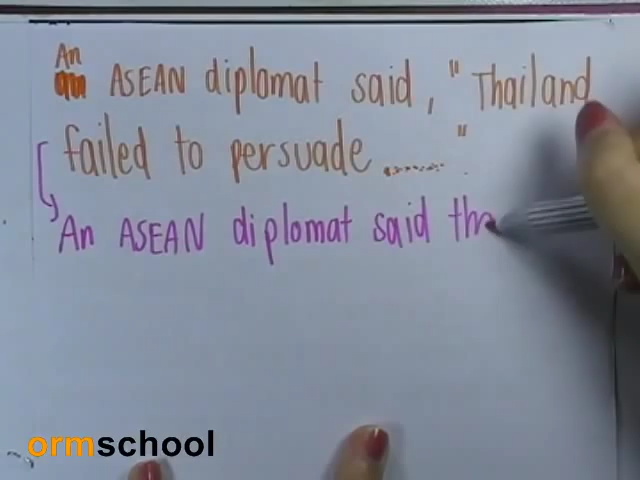 An
ASEAN diplomat said, " Thailand
failed to persuade ........ "
An ASEAN diplomat said th
ormschool